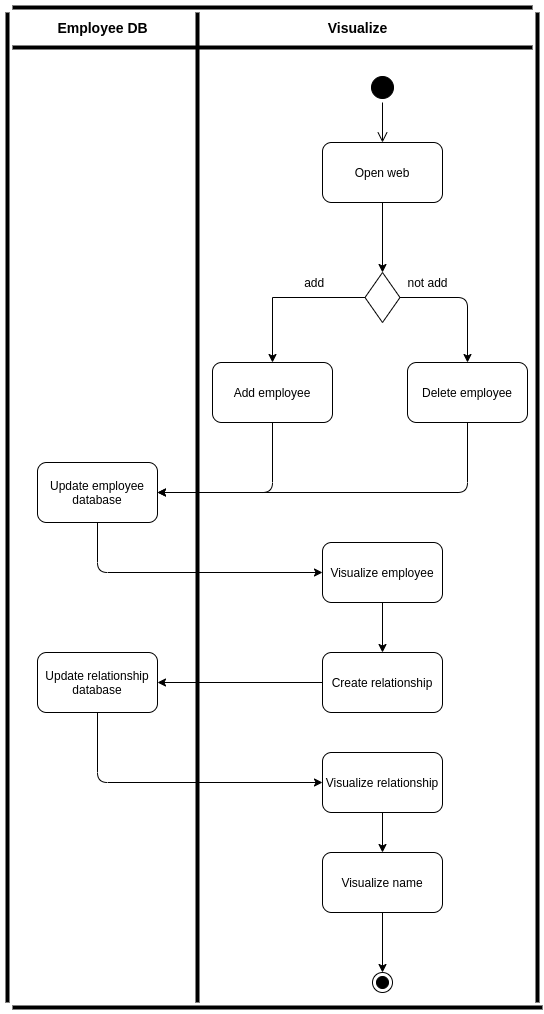 Employee DB
Visualize
Open web
add
not add
Add employee
Delete employee
Update employee
database
Visualize employee
Update relationship
database
Create relationship
Visualize relationship
Visualize name